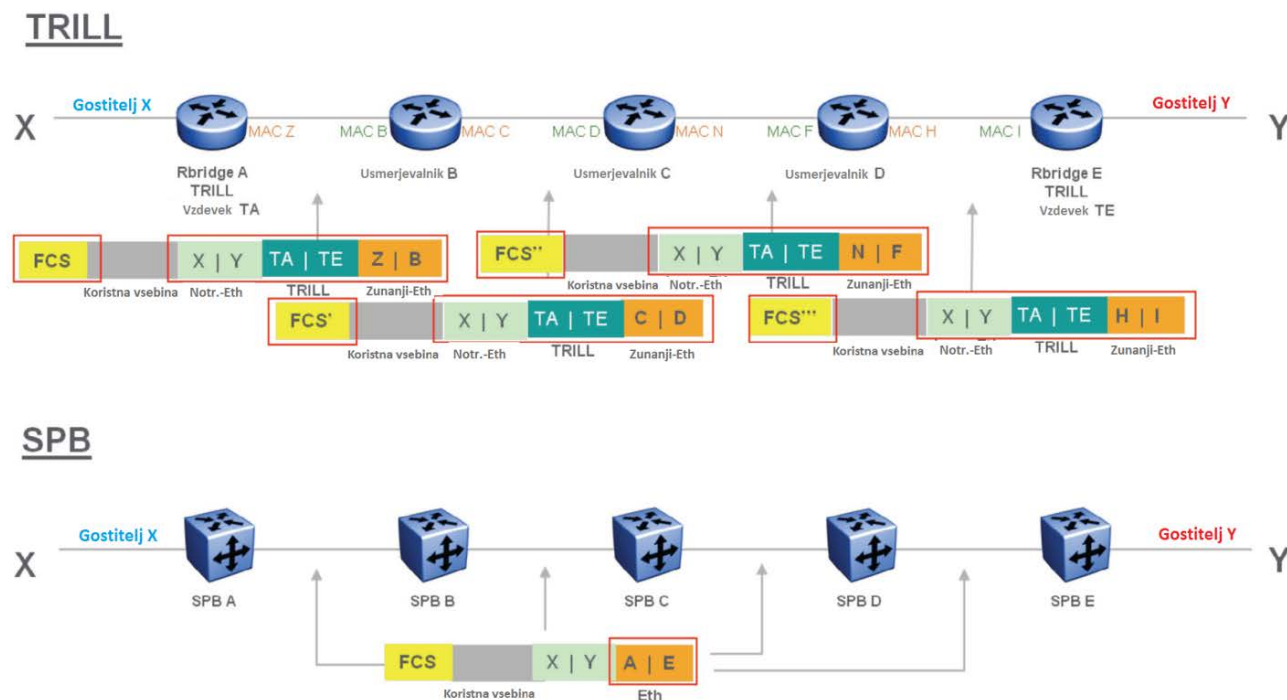 TRILL
X Gostitelj X Gostitelj Y Y
MAC Z MAC B MAC C MAC D MAC N MAC F MAC H MAC I
Rbridge A
TRILL
Vzdevek TA
Usmerjevalnik B
Usmerjevalnik C
Usmerjevalnik D
Rbridge E
TRILL
Vzdevek TE
FCS X | Y TA | TE Z | B
Koristna vsebina Notr.-Eth TRILL Zunanji-Eth
FCS'' X | Y TA | TE N | F
Koristna vsebina Notr.-Eth TRILL Zunanji-Eth
FCS' X | Y TA | TE C | D
Koristna vsebina Notr.-Eth TRILL Zunanji-Eth
FCS''' X | Y TA | TE H | I
Koristna vsebina Notr.-Eth TRILL Zunanji-Eth
SPB
X Gostitelj X Gostitelj Y Y
SPB A SPB B SPB C SPB D SPB E
FCS X | Y A | E
Koristna vsebina Eth